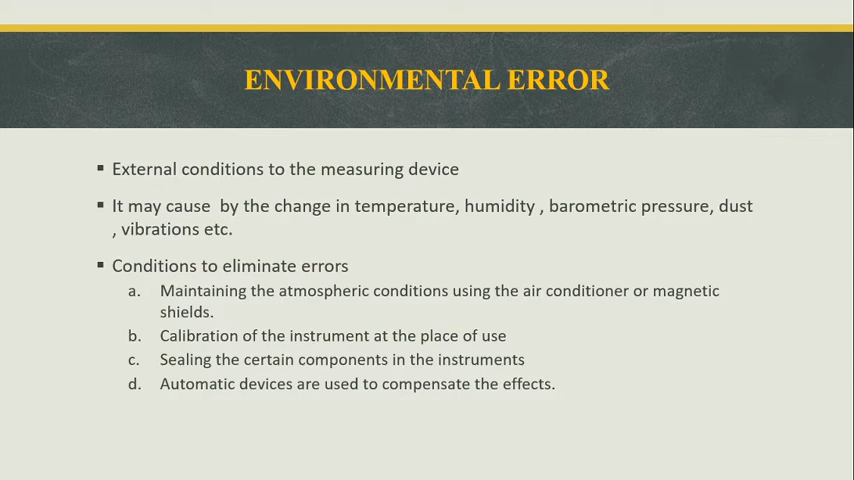 ENVIRONMENTAL ERROR
▪ External conditions to the measuring device
▪ It may cause  by the change in temperature, humidity , barometric pressure, dust
, vibrations etc.
▪ Conditions to eliminate errors
a. Maintaining the atmospheric conditions using the air conditioner or magnetic
shields.
b. Calibration of the instrument at the place of use
c. Sealing the certain components in the instruments
d. Automatic devices are used to compensate the effects.